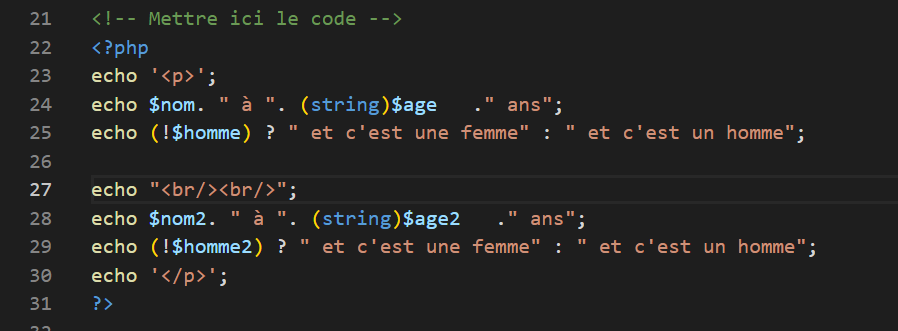 21 <!-- Mettre ici le code -->
22 <?php
23 echo '<p>';
24 echo $nom. " à ". (string)$age   ." ans";
25 echo (!$homme) ? " et c'est une femme" : " et c'est un homme";
26
27 echo "<br/><br/>";
28 echo $nom2. " à ". (string)$age2   ." ans";
29 echo (!$homme2) ? " et c'est une femme" : " et c'est un homme";
30 echo '</p>';
31 ?>